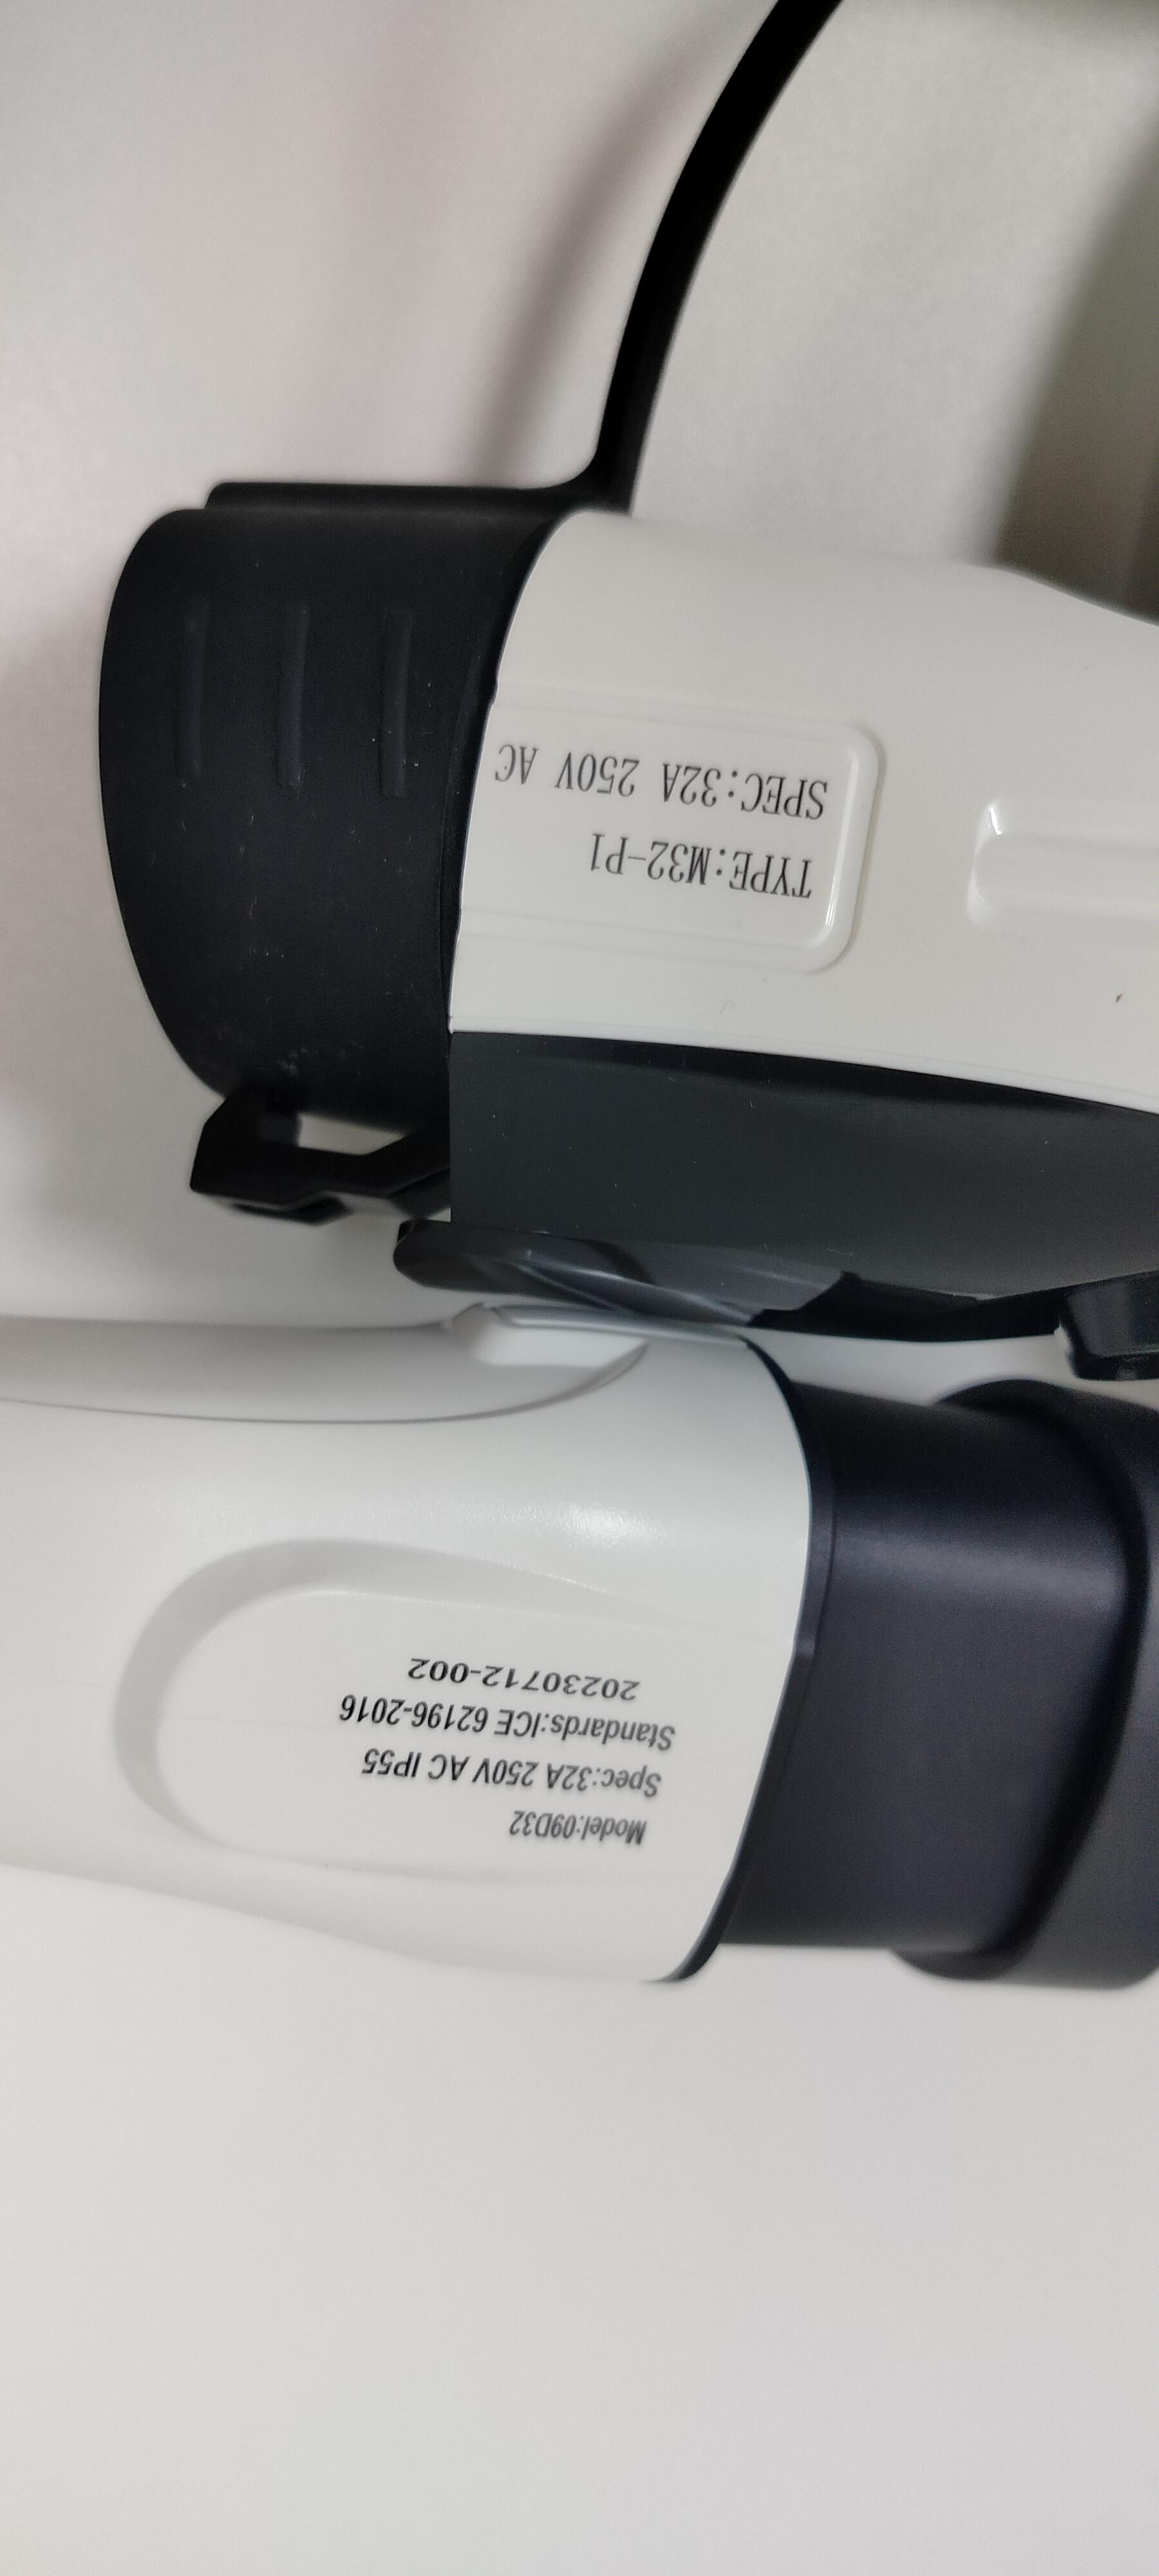 TYPE:M32-P1
SPEC:32A 250V AC
Model:09D32
Spec:32A 250V AC IP55
Standards:ICE 62196-2016
20230712-002